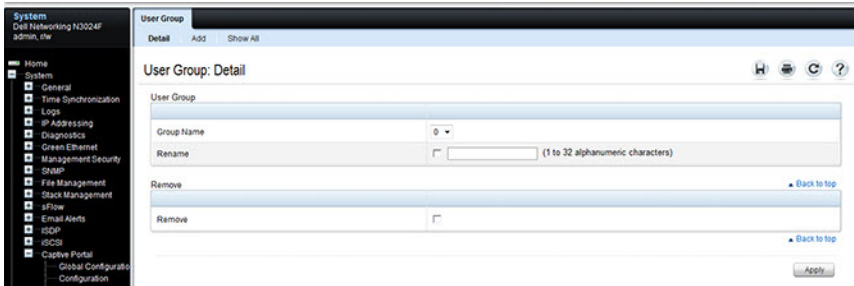 System
Dell Networking N3024F
admin, r/w
Home
System
General
Time Synchronization
Logs
IP Addressing
Diagnostics
Green Ethernet
Management Security
SNMP
File Management
Stack Management
sFlow
Email Alerts
ISDP
iSCSI
Captive Portal
Global Configuratio
Configuration
User Group
Detail Add Show All
User Group: Detail
User Group
Group Name 0
Rename (1 to 32 alphanumeric characters)
Remove Back to top
Remove
Back to top
Apply